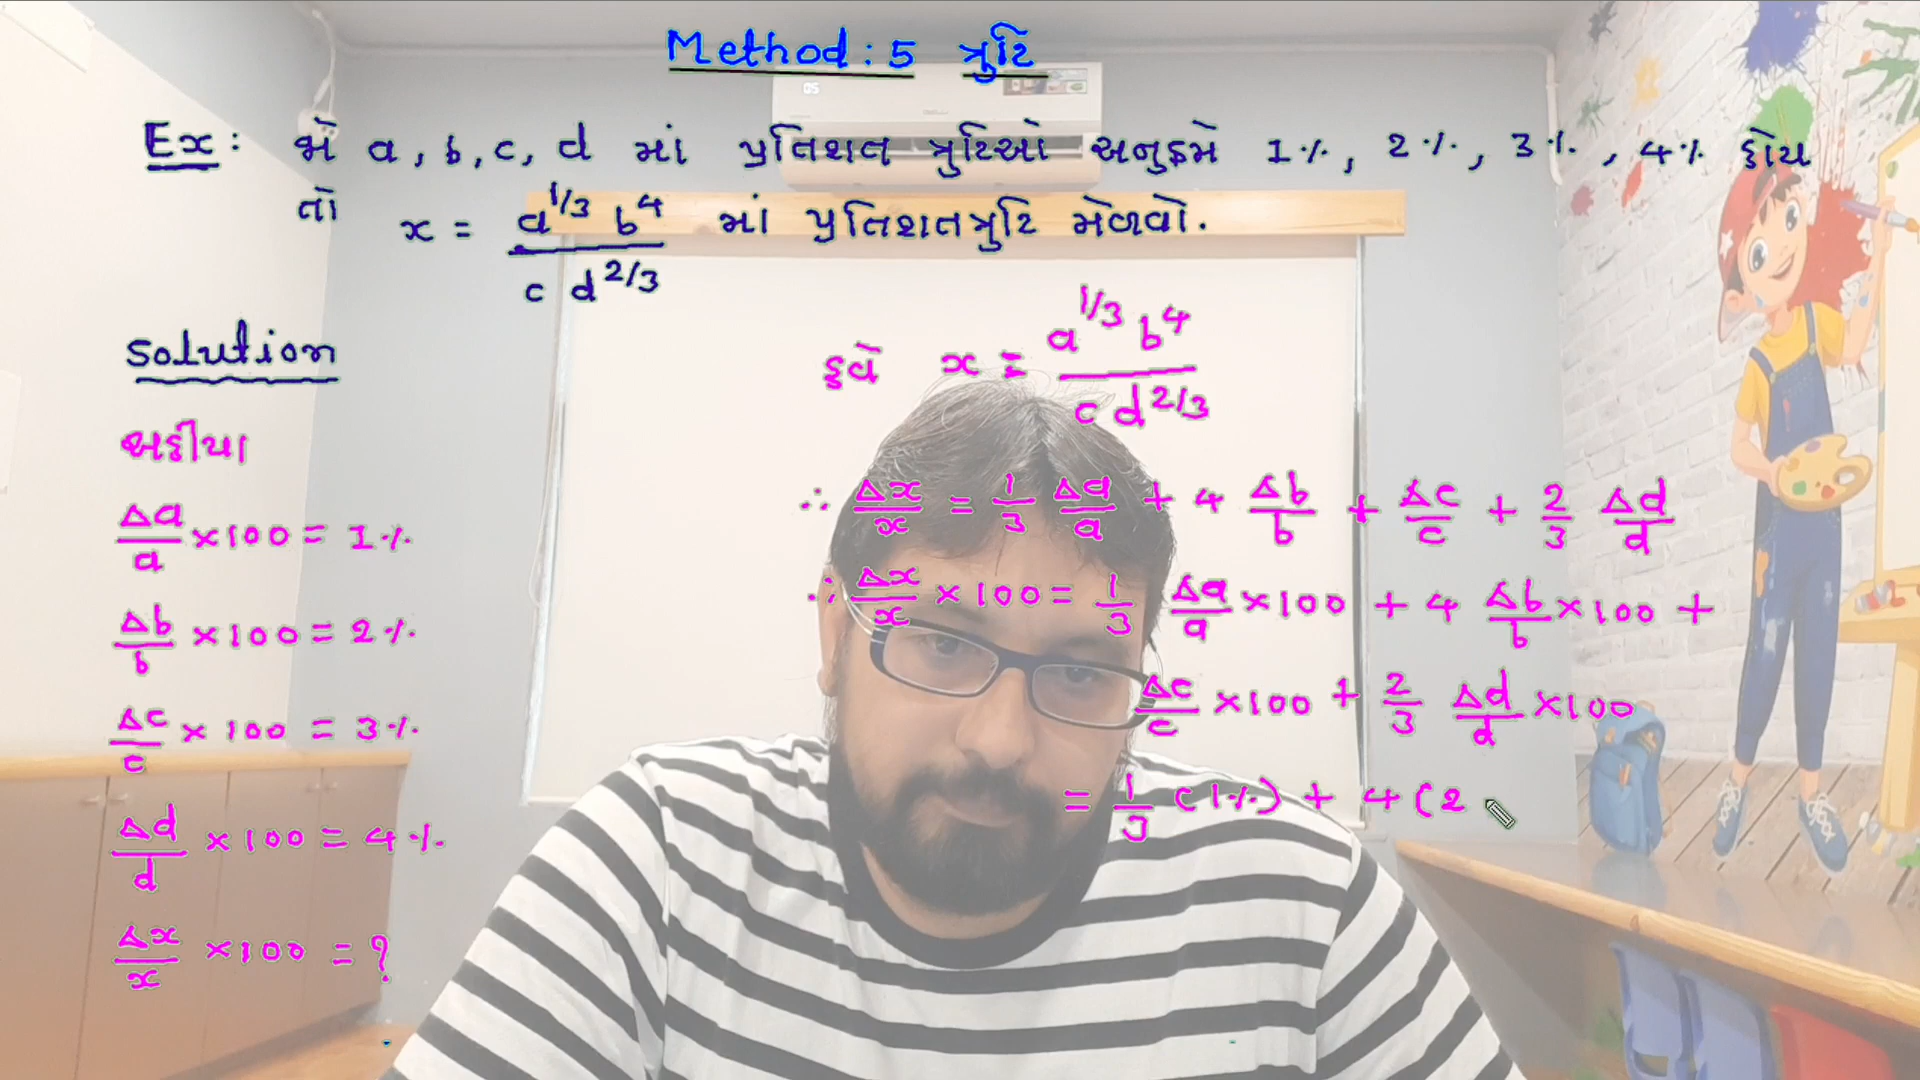 Method: 5 ત્રુટિ
Ex: જો a, b, c, d માં પ્રતિશત ત્રુટિઓ અનુક્રમે 1%, 2%, 3%, 4% હોય
તો x = a^{1/3} b^4 / c d^{2/3} માં પ્રતિશતત્રુટિ મેળવો.
Solution
અહીયા
Δa/a ×100 = 1%
Δb/b ×100 = 2%
Δc/c × 100 = 3%
Δd/d ×100 = 4%
Δx/x ×100 = ?
હવે x = a^{1/3} b^4 / c d^{2/3}
∴ Δx/x = 1/3 Δa/a + 4 Δb/b + Δc/c + 2/3 Δd/d
∴ Δx/x ×100 = 1/3 Δa/a ×100 + 4 Δb/b ×100 +
Δc/c ×100 + 2/3 Δd/d ×100
= 1/3 (1%) + 4 (2